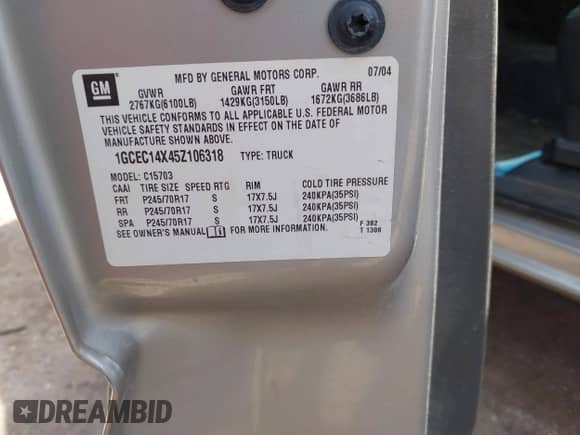 GM
MFD BY GENERAL MOTORS CORP. 07/04
GVWR GAWR FRT GAWR RR
2767KG(6100LB) 1429KG(3150LB) 1672KG(3686LB)
THIS VEHICLE CONFORMS TO ALL APPLICABLE U.S. FEDERAL MOTOR
VEHICLE SAFETY STANDARDS IN EFFECT ON THE DATE OF
MANUFACTURE SHOWN ABOVE.
1GCEC14X45Z106318 TYPE: TRUCK
MODEL: C15703
CAAI TIRE SIZE SPEED RTG RIM COLD TIRE PRESSURE
FRT P245/70R17 S 17X7.5J 240KPA(35PSI)
RR P245/70R17 S 17X7.5J 240KPA(35PSI)
SPA P245/70R17 S 17X7.5J 240KPA(35PSI)
SEE OWNER'S MANUAL FOR MORE INFORMATION.
F 382
T 1308
DREAMBID